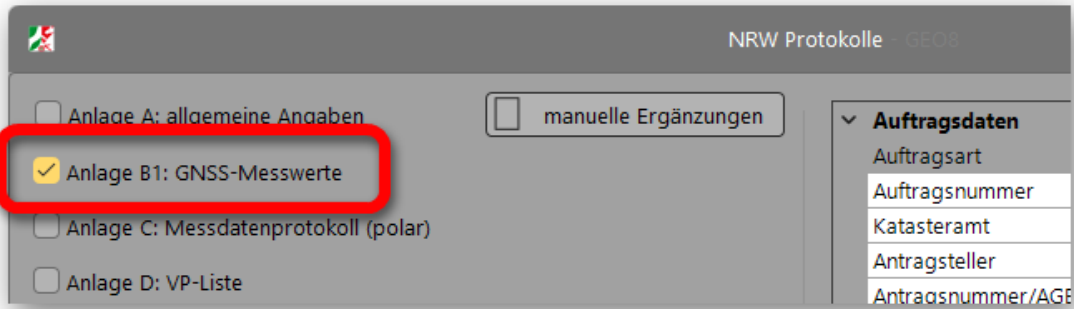 NRW Protokolle - GEO8
Anlage A: allgemeine Angaben
manuelle Ergänzungen
Anlage B1: GNSS-Messwerte
Anlage C: Messdatenprotokoll (polar)
Anlage D: VP-Liste
Auftragsdaten
Auftragsart
Auftragsnummer
Katasteramt
Antragsteller
Antragsnummer/AGE